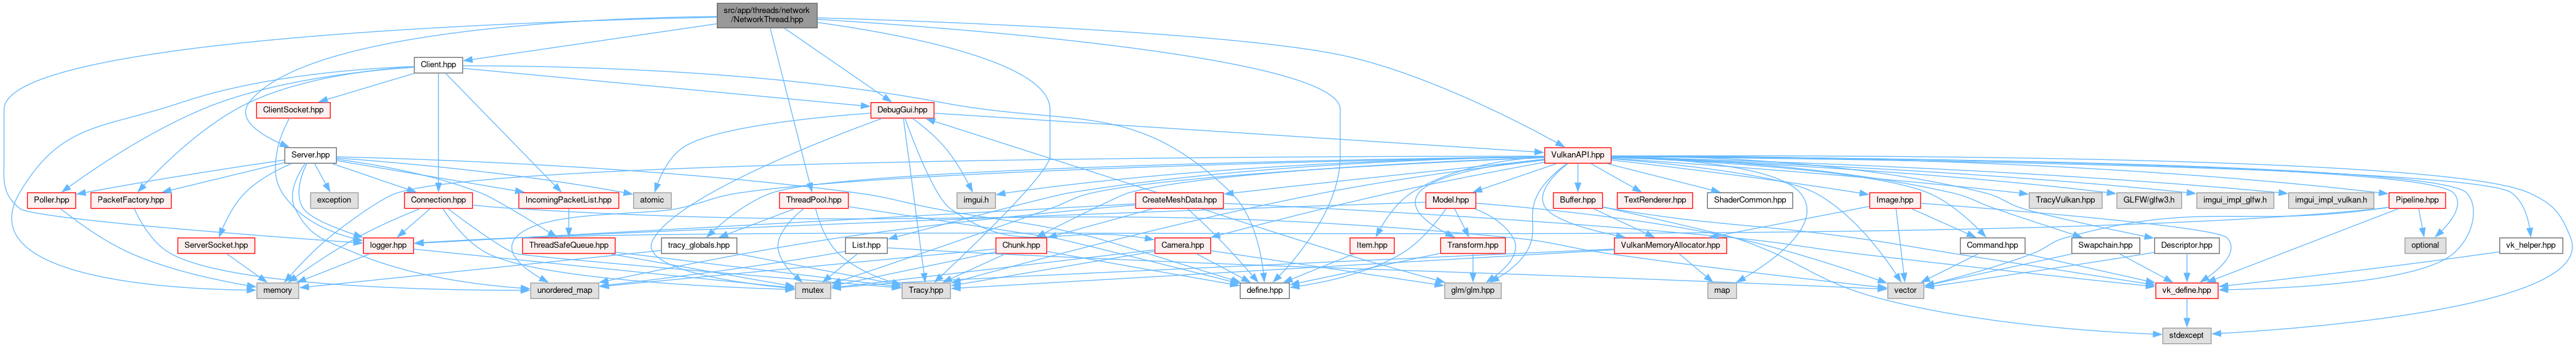 src/app/threads/network
/NetworkThread.hpp
Client.hpp
ClientSocket.hpp
DebugGui.hpp
Server.hpp
VulkanAPI.hpp
Poller.hpp
PacketFactory.hpp
exception
Connection.hpp
IncomingPacketList.hpp
atomic
ThreadPool.hpp
imgui.h
CreateMeshData.hpp
Model.hpp
Buffer.hpp
TextRenderer.hpp
ShaderCommon.hpp
Image.hpp
TracyVulkan.hpp
GLFW/glfw3.h
imgui_impl_glfw.h
imgui_impl_vulkan.h
Pipeline.hpp
ServerSocket.hpp
logger.hpp
ThreadSafeQueue.hpp
tracy_globals.hpp
List.hpp
Chunk.hpp
Camera.hpp
Item.hpp
Transform.hpp
VulkanMemoryAllocator.hpp
Command.hpp
Swapchain.hpp
Descriptor.hpp
optional
vk_helper.hpp
memory
unordered_map
mutex
Tracy.hpp
define.hpp
glm/glm.hpp
map
vector
vk_define.hpp
stdexcept